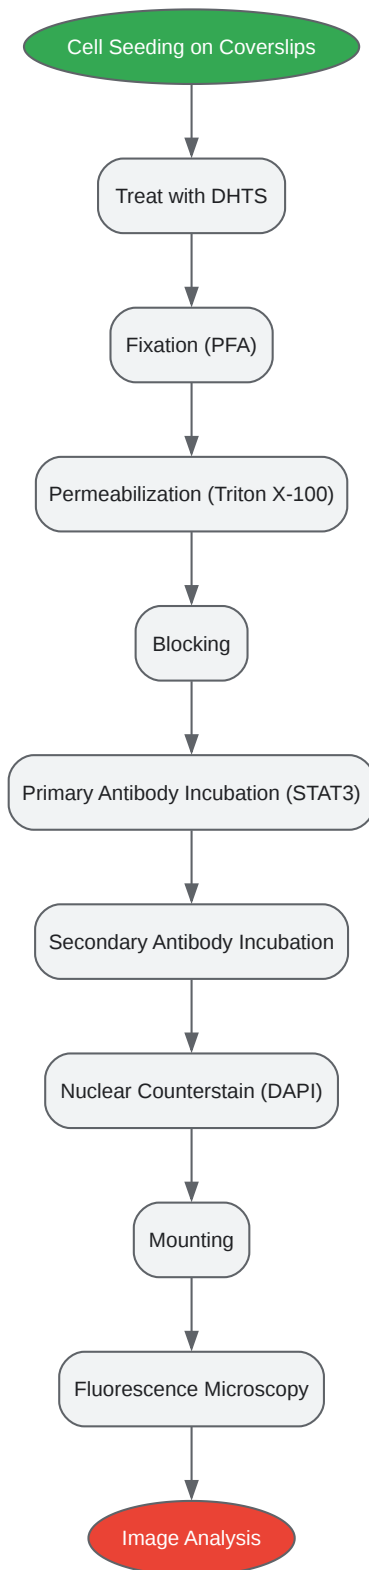 Cell Seeding on Coverslips
Treat with DHTS
Fixation (PFA)
Permeabilization (Triton X-100)
Blocking
Primary Antibody Incubation (STAT3)
Secondary Antibody Incubation
Nuclear Counterstain (DAPI)
Mounting
Fluorescence Microscopy
Image Analysis